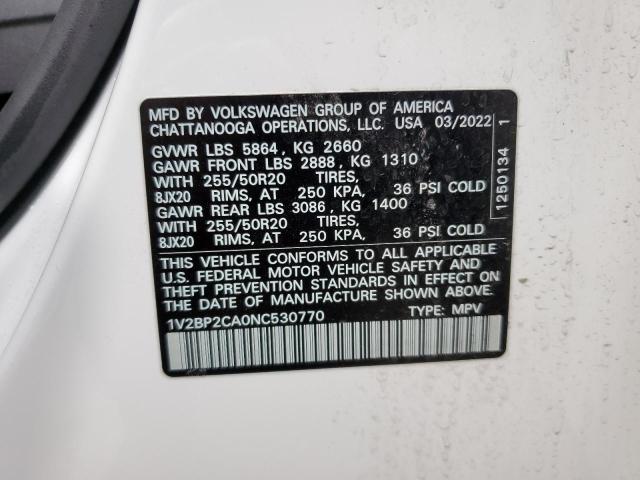 MFD BY VOLKSWAGEN GROUP OF AMERICA
CHATTANOOGA OPERATIONS, LLC. USA 03/2022
GVWR LBS 5864, KG 2660
GAWR FRONT LBS 2888, KG 1310
WITH 255/50R20 TIRES,
8JX20 RIMS, AT 250 KPA, 36 PSI COLD
GAWR REAR LBS 3086, KG 1400
WITH 255/50R20 TIRES,
8JX20 RIMS, AT 250 KPA, 36 PSI COLD
THIS VEHICLE CONFORMS TO ALL APPLICABLE
U.S. FEDERAL MOTOR VEHICLE SAFETY AND
THEFT PREVENTION STANDARDS IN EFFECT ON
THE DATE OF MANUFACTURE SHOWN ABOVE.
1V2BP2CA0NC530770 TYPE: MPV
1250134 1